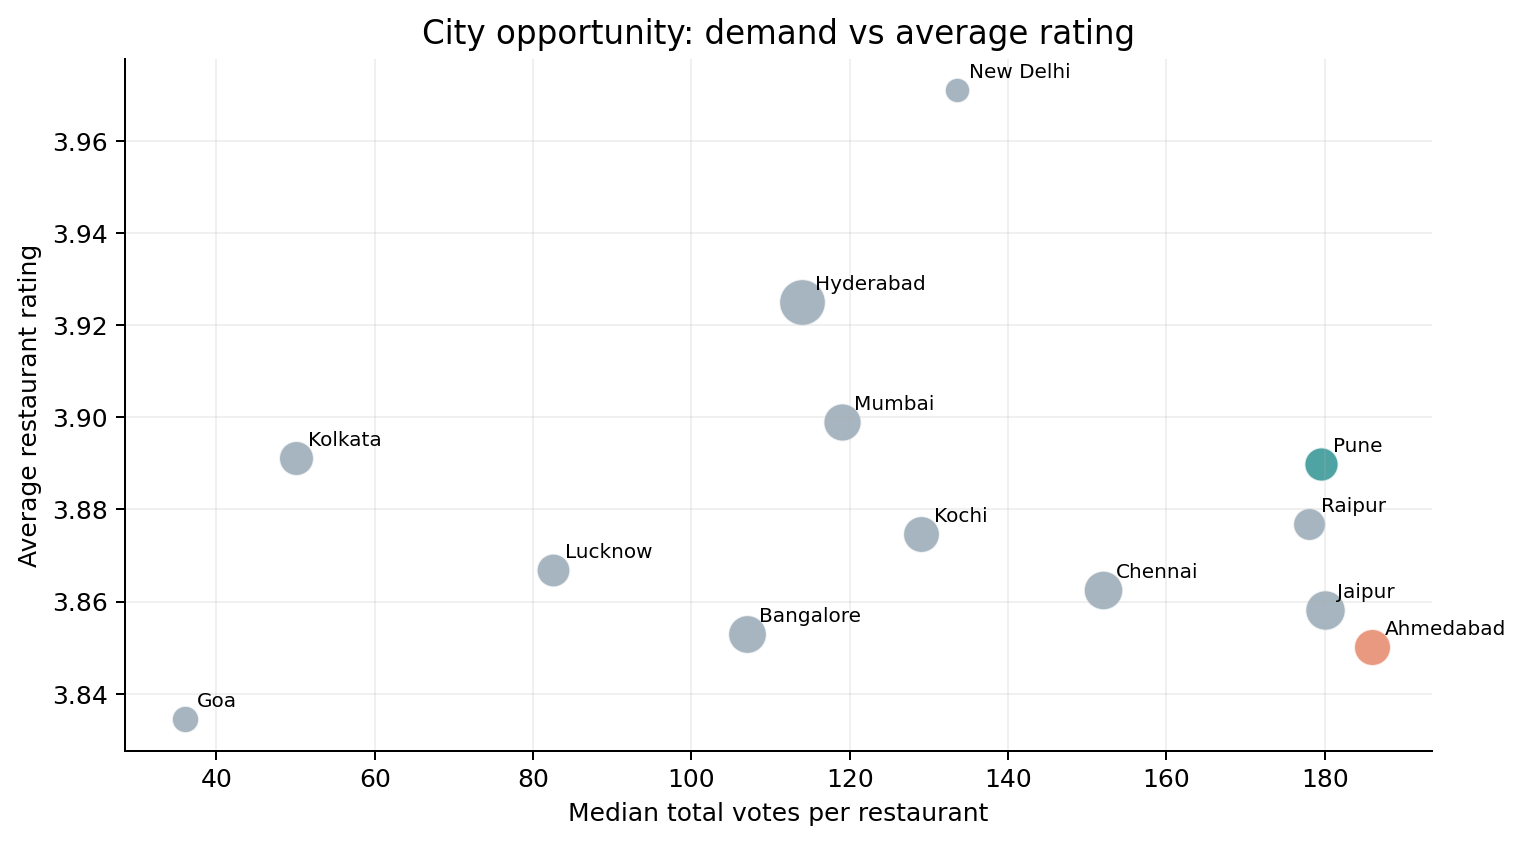 City opportunity: demand vs average rating
New Delhi
3.96
3.94
Hyderabad
3.92
Mumbai
3.90
Kolkata
Pune
3.88
Raipur
Kochi
Lucknow
Chennai
3.86
Jaipur
Bangalore
Ahmedabad
3.84
Goa
Average restaurant rating
40 60 80 100 120 140 160 180
Median total votes per restaurant